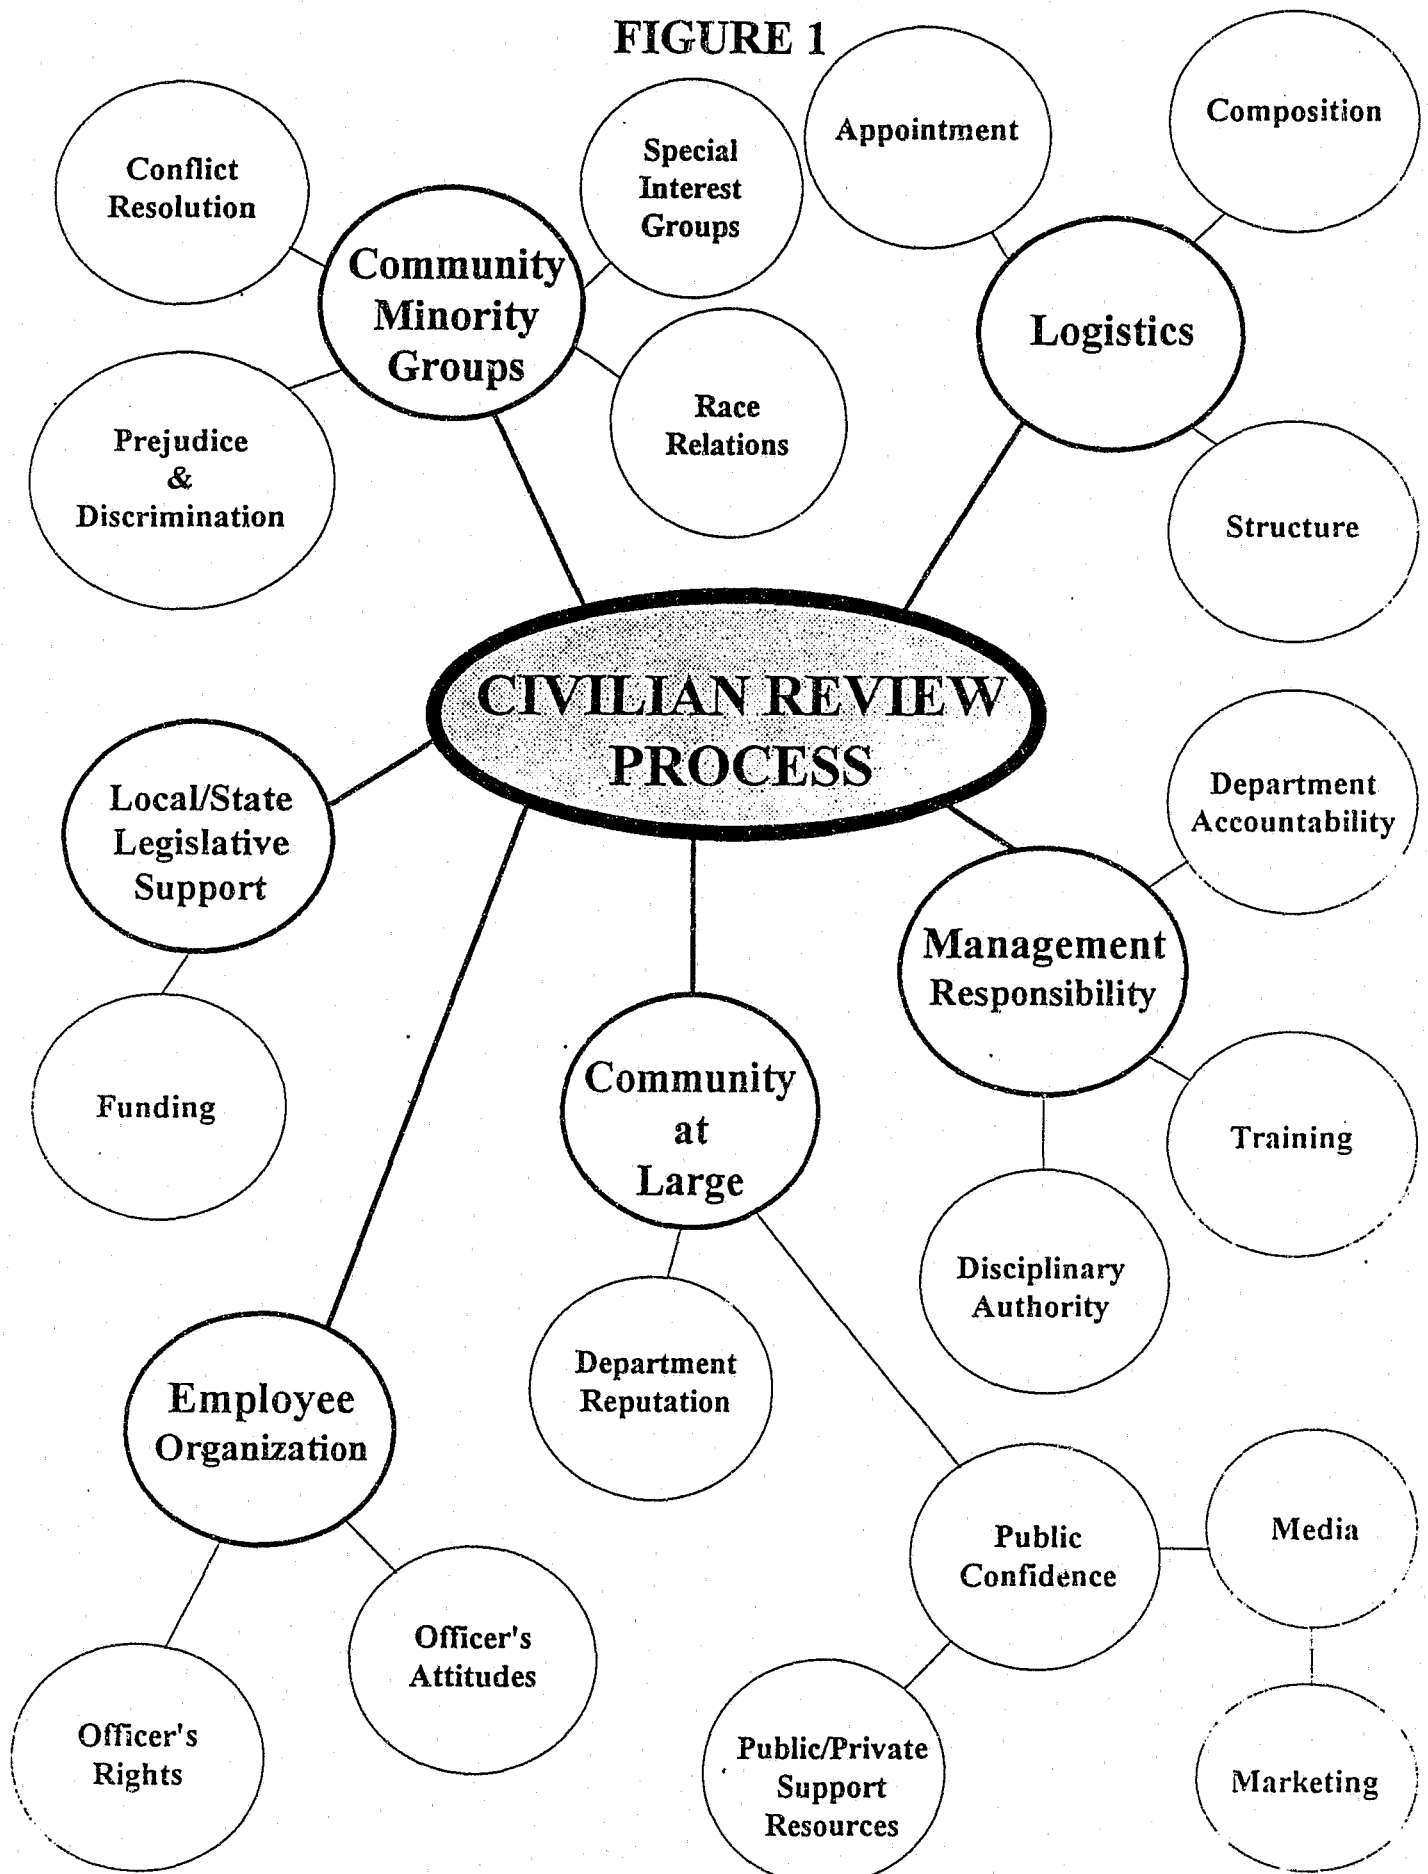 FIGURE 1
Conflict
Resolution
Special
Interest
Groups
Appointment
Composition
Community
Minority
Groups
Logistics
Prejudice
&
Discrimination
Race
Relations
Structure
CIVILIAN REVIEW
PROCESS
Local/State
Legislative
Support
Department
Accountability
Management
Responsibility
Funding
Community
at
Large
Training
Disciplinary
Authority
Department
Reputation
Employee
Organization
Public
Confidence
Media
Officer's
Attitudes
Officer's
Rights
Public/Private
Support
Resources
Marketing